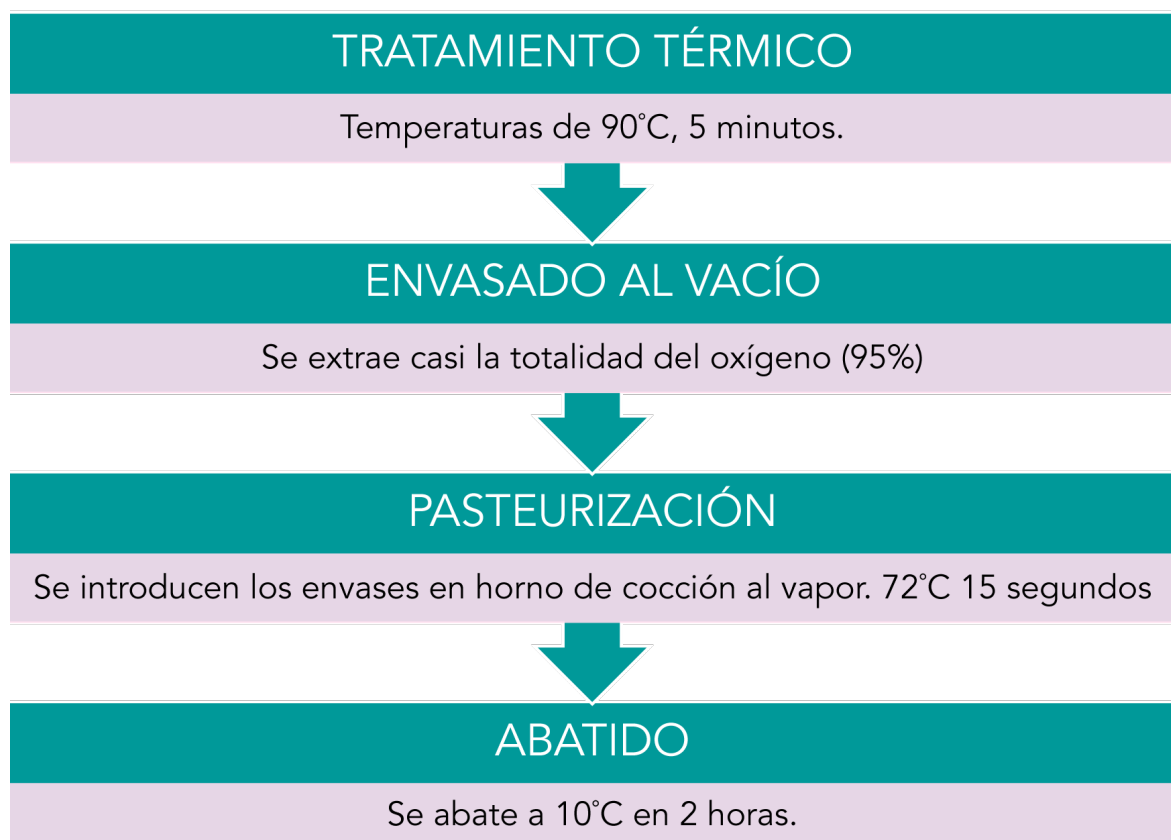 TRATAMIENTO TÉRMICO
Temperaturas de 90°C, 5 minutos.
ENVASADO AL VACÍO
Se extrae casi la totalidad del oxígeno (95%)
PASTEURIZACIÓN
Se introducen los envases en horno de cocción al vapor. 72°C 15 segundos
ABATIDO
Se abate a 10°C en 2 horas.